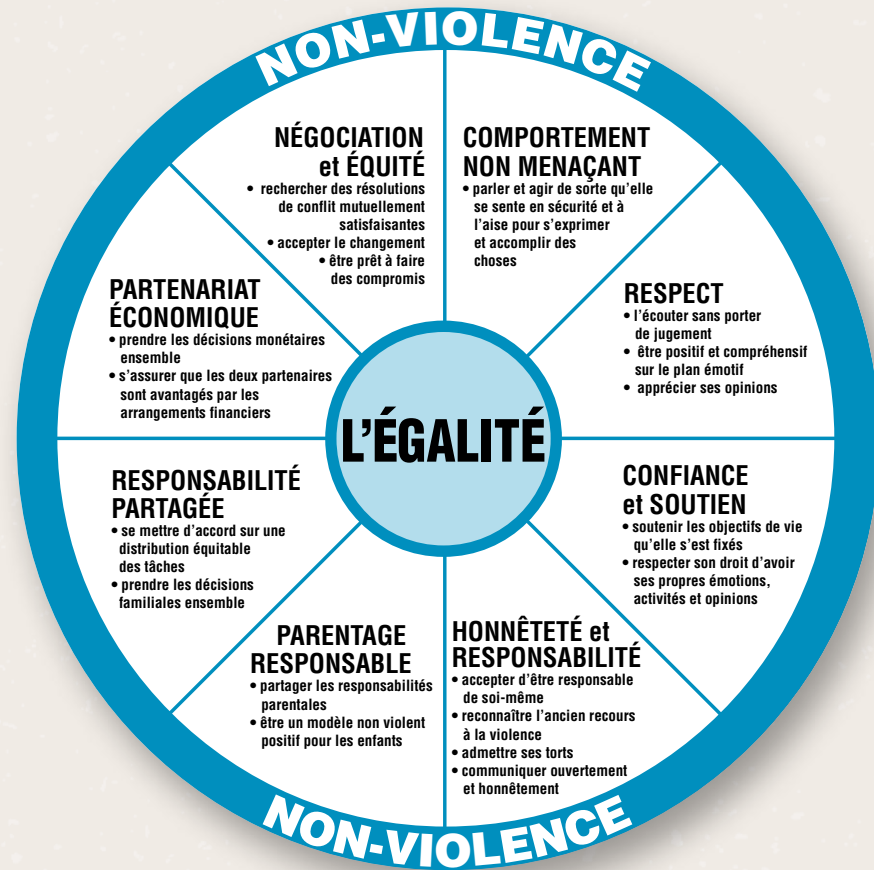 NON-VIOLENCE
NÉGOCIATION
et ÉQUITÉ
• rechercher des résolutions
de conflit mutuellement
satisfaisantes
• accepter le changement
• être prêt à faire
des compromis
COMPORTEMENT
NON MENAÇANT
• parler et agir de sorte qu'elle
se sente en sécurité et à
l'aise pour s'exprimer
et accomplir des
choses
RESPECT
• l'écouter sans porter
de jugement
• être positif et compréhensif
sur le plan émotif
• apprécier ses opinions
CONFIANCE
et SOUTIEN
• soutenir les objectifs de vie
qu'elle s'est fixés
• respecter son droit d'avoir
ses propres émotions,
activités et opinions
HONNÊTETÉ et
RESPONSABILITÉ
• accepter d'être responsable
de soi-même
• reconnaître l'ancien recours
à la violence
• admettre ses torts
• communiquer ouvertement
et honnêtement
PARENTAGE
RESPONSABLE
• partager les responsabilités
parentales
• être un modèle non violent
positif pour les enfants
RESPONSABILITÉ
PARTAGÉE
• se mettre d'accord sur une
distribution équitable
des tâches
• prendre les décisions
familiales ensemble
PARTENARIAT
ÉCONOMIQUE
• prendre les décisions monétaires
ensemble
• s'assurer que les deux partenaires
sont avantagés par les
arrangements financiers
L'ÉGALITÉ
NON-VIOLENCE